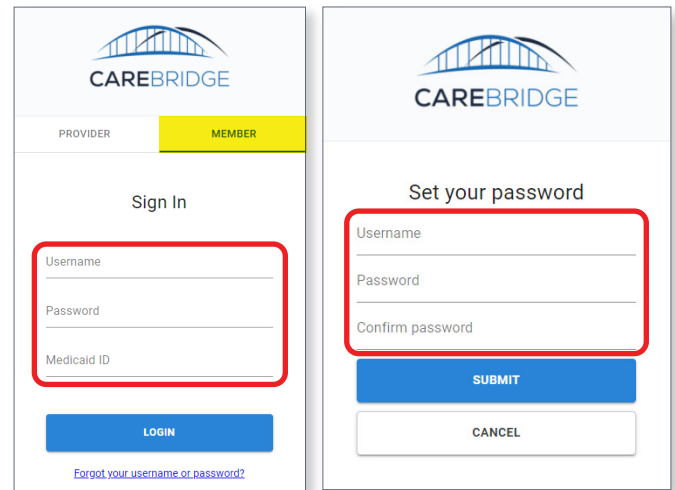 CAREBRIDGE
PROVIDER MEMBER
Sign In
Username
Password
Medicaid ID
LOGIN
Forgot your username or password?
CAREBRIDGE
Set your password
Username
Password
Confirm password
SUBMIT
CANCEL